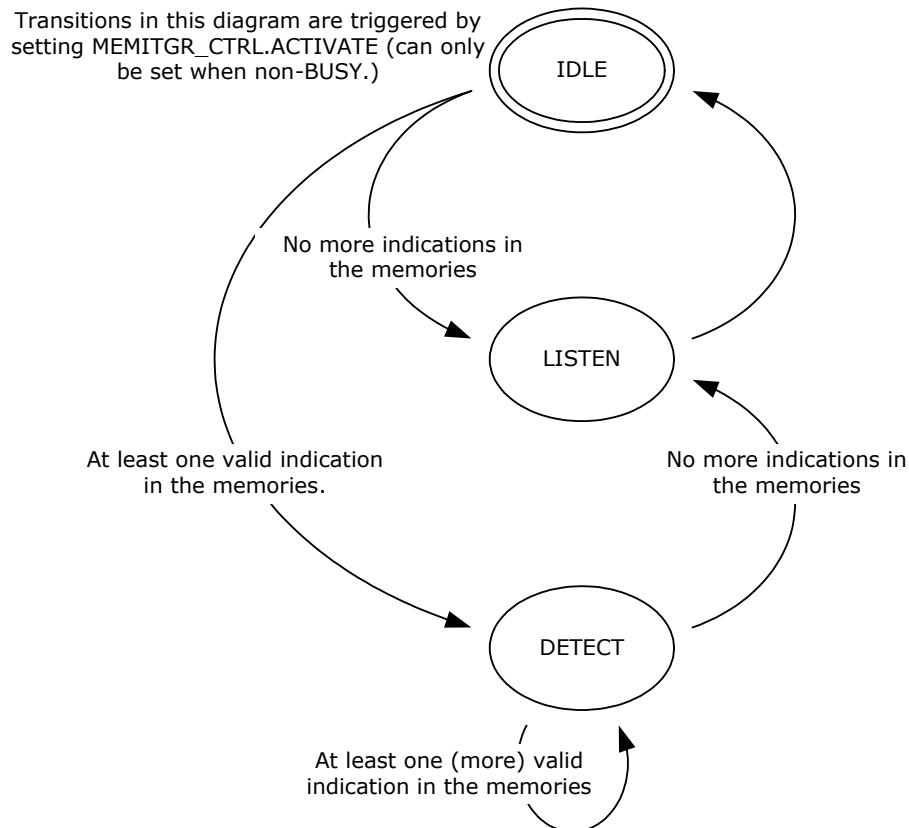 Transitions in this diagram are triggered by
setting MEMITGR_CTRL.ACTIVATE (can only
be set when non-BUSY.)
IDLE
No more indications in
the memories
LISTEN
At least one valid indication
in the memories.
No more indications in
the memories
DETECT
At least one (more) valid
indication in the memories